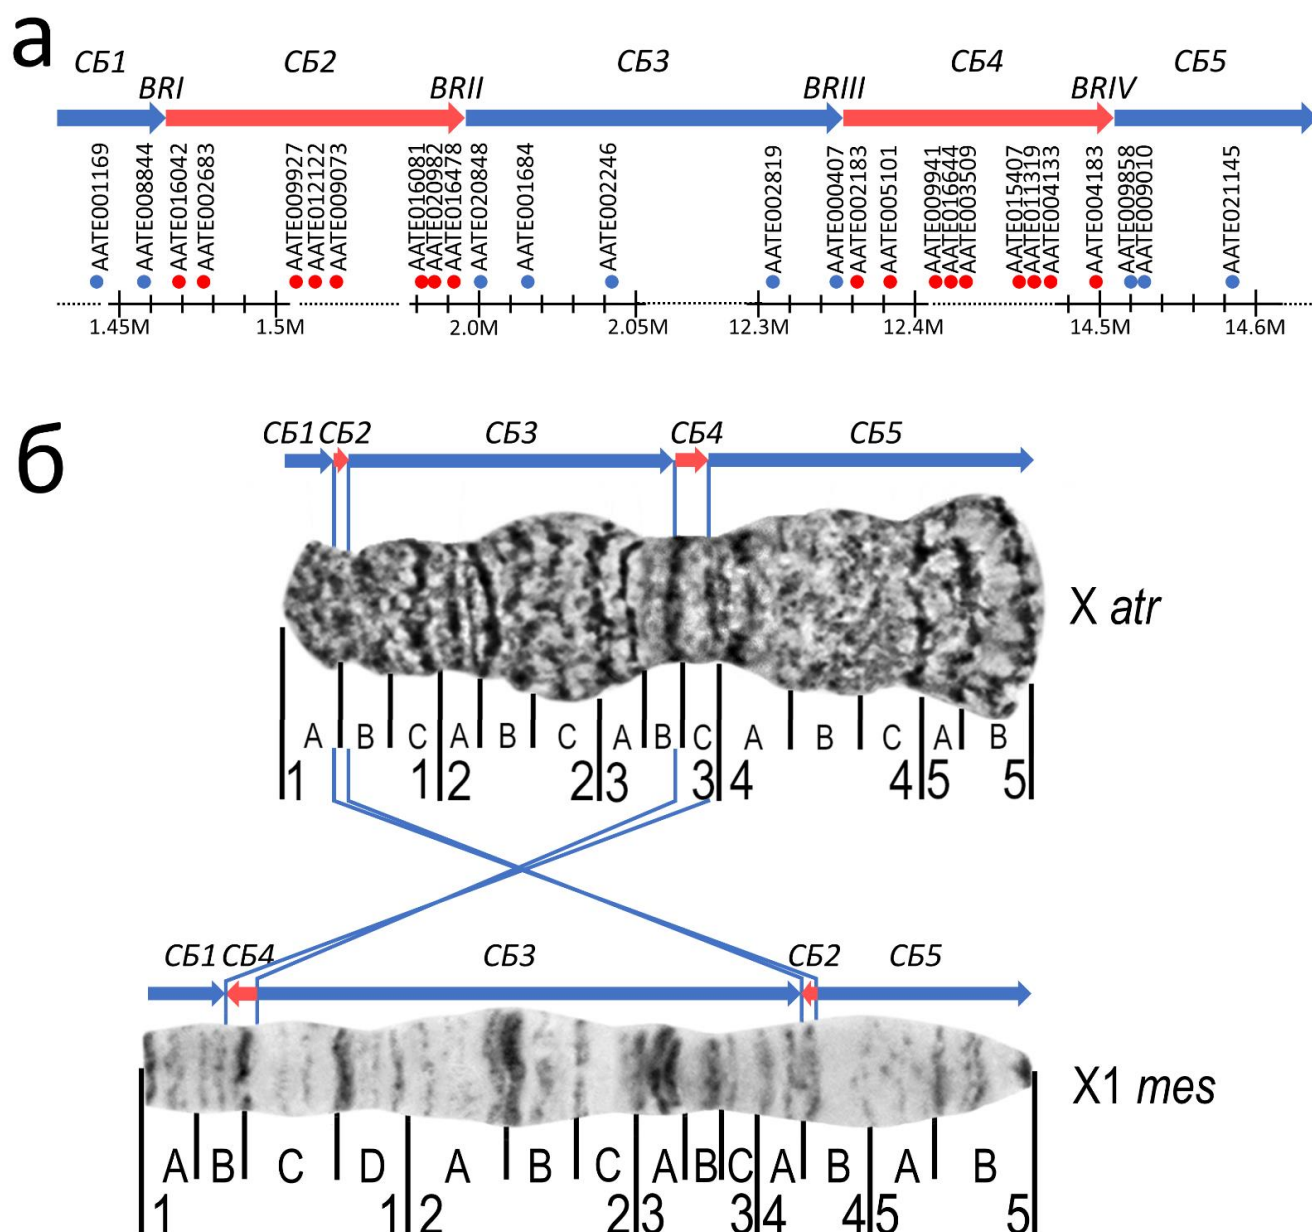 а
СБ1 СБ2 СБ3 СБ4 СБ5
BRI BRII BRIII BRIV
AATE001169
AATE008844
AATE016042
AATE002683
AATE009927
AATE012122
AATE009073
AATE016081
AATE020982
AATE016478
AATE020848
AATE001684
AATE002246
AATE002819
AATE000407
AATE002183
AATE005101
AATE009941
AATE016644
AATE003509
AATE015407
AATE011319
AATE004133
AATE004183
AATE009858
AATE009010
AATE021145
1.45M 1.5M 2.0M 2.05M 12.3M 12.4M 14.5M 14.6M
б
СБ1 СБ2 СБ3 СБ4 СБ5
X atr
A B C A B C A B C A B C A B
1 1 2 2 3 3 4 4 5 5
СБ1 СБ4 СБ3 СБ2 СБ5
X1 mes
A B C D A B C A B C A B A B
1 1 2 2 3 3 4 4 5 5